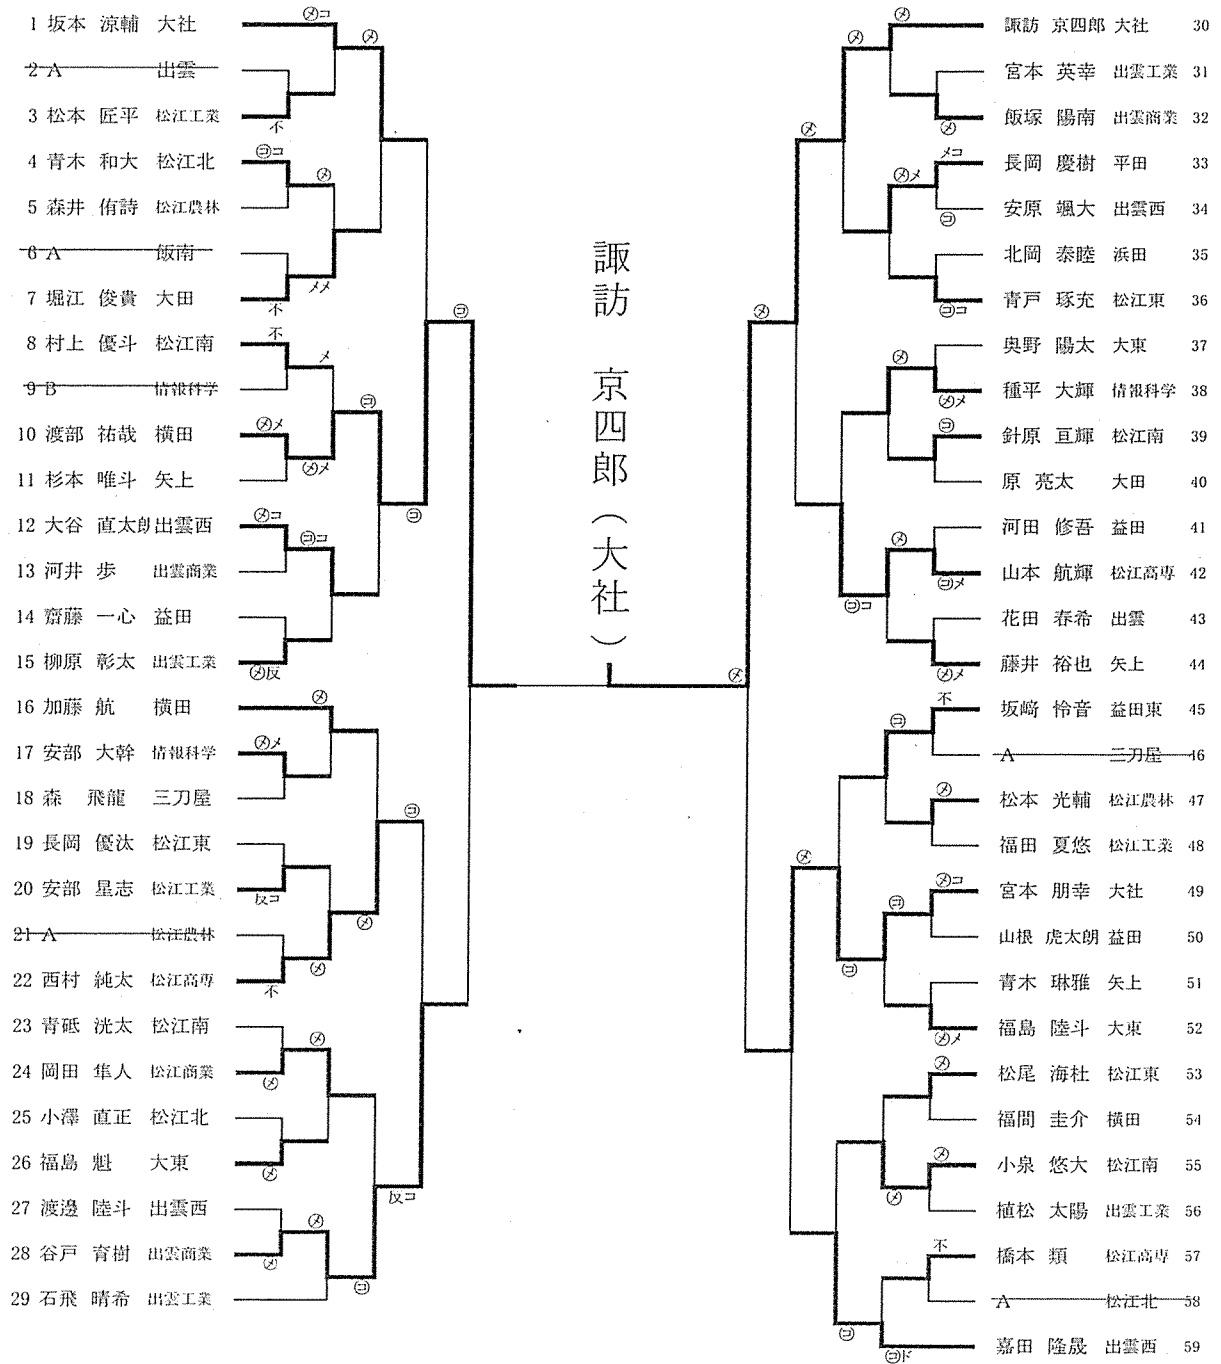 1 坂本 涼輔 大社
2 A 出雲
3 松本 匠平 松江工業
4 青木 和大 松江北
5 森井 侑詩 松江農林
6 A 飯南
7 堀江 俊貴 大田
8 村上 優斗 松江南
9 B 情報科学
10 渡部 祐哉 横田
11 杉本 唯斗 矢上
12 大谷 直太朗 出雲西
13 河井 歩 出雲商業
14 齋藤 一心 益田
15 柳原 彰太 出雲工業
16 加藤 航 横田
17 安部 大幹 情報科学
18 森 飛龍 三刀屋
19 長岡 優汰 松江東
20 安部 星志 松江工業
21 A 松江農林
22 西村 純太 松江高専
23 青砥 洸太 松江南
24 岡田 隼人 松江商業
25 小澤 直正 松江北
26 福島 魁 大東
27 渡邊 陸斗 出雲西
28 谷戸 育樹 出雲商業
29 石飛 晴希 出雲工業
諏訪 京四郎(大社)
諏訪 京四郎 大社 30
宮本 英幸 出雲工業 31
飯塚 陽南 出雲商業 32
長岡 慶樹 平田 33
安原 颯大 出雲西 34
北岡 泰睦 浜田 35
青戸 琢充 松江東 36
奥野 陽太 大東 37
種平 大輝 情報科学 38
針原 亘輝 松江南 39
原 亮太 大田 40
河田 修吾 益田 41
山本 航輝 松江高専 42
花田 春希 出雲 43
藤井 裕也 矢上 44
坂﨑 怜音 益田東 45
A 三刀屋 46
松本 光輔 松江農林 47
福田 夏悠 松江工業 48
宮本 朋幸 大社 49
山根 虎太朗 益田 50
青木 琳雅 矢上 51
福島 陸斗 大東 52
松尾 海杜 松江東 53
福間 圭介 横田 54
小泉 悠大 松江南 55
植松 太陽 出雲工業 56
橋本 類 松江高専 57
A 松江北 58
嘉田 隆晟 出雲西 59